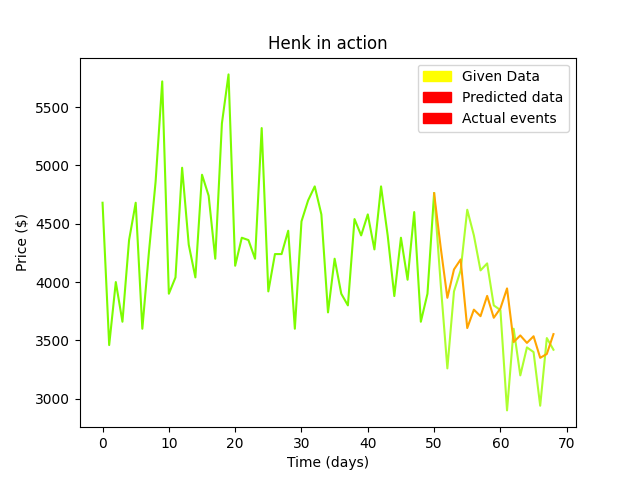 Henk in action
Given Data
Predicted data
Actual events
Price ($)
5500
5000
4500
4000
3500
3000
0 10 20 30 40 50 60 70
Time (days)